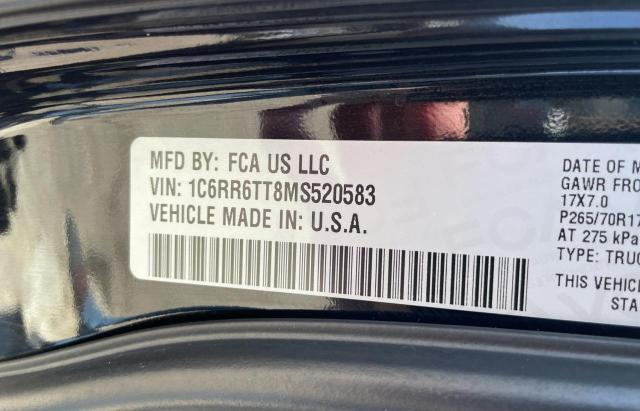 MFD BY: FCA US LLC
VIN: 1C6RR6TT8MS520583
VEHICLE MADE IN: U.S.A.
DATE OF M
GAWR FRO
17X7.0
P265/70R17
AT 275 kPa
TYPE: TRUC
THIS VEHIC
STA